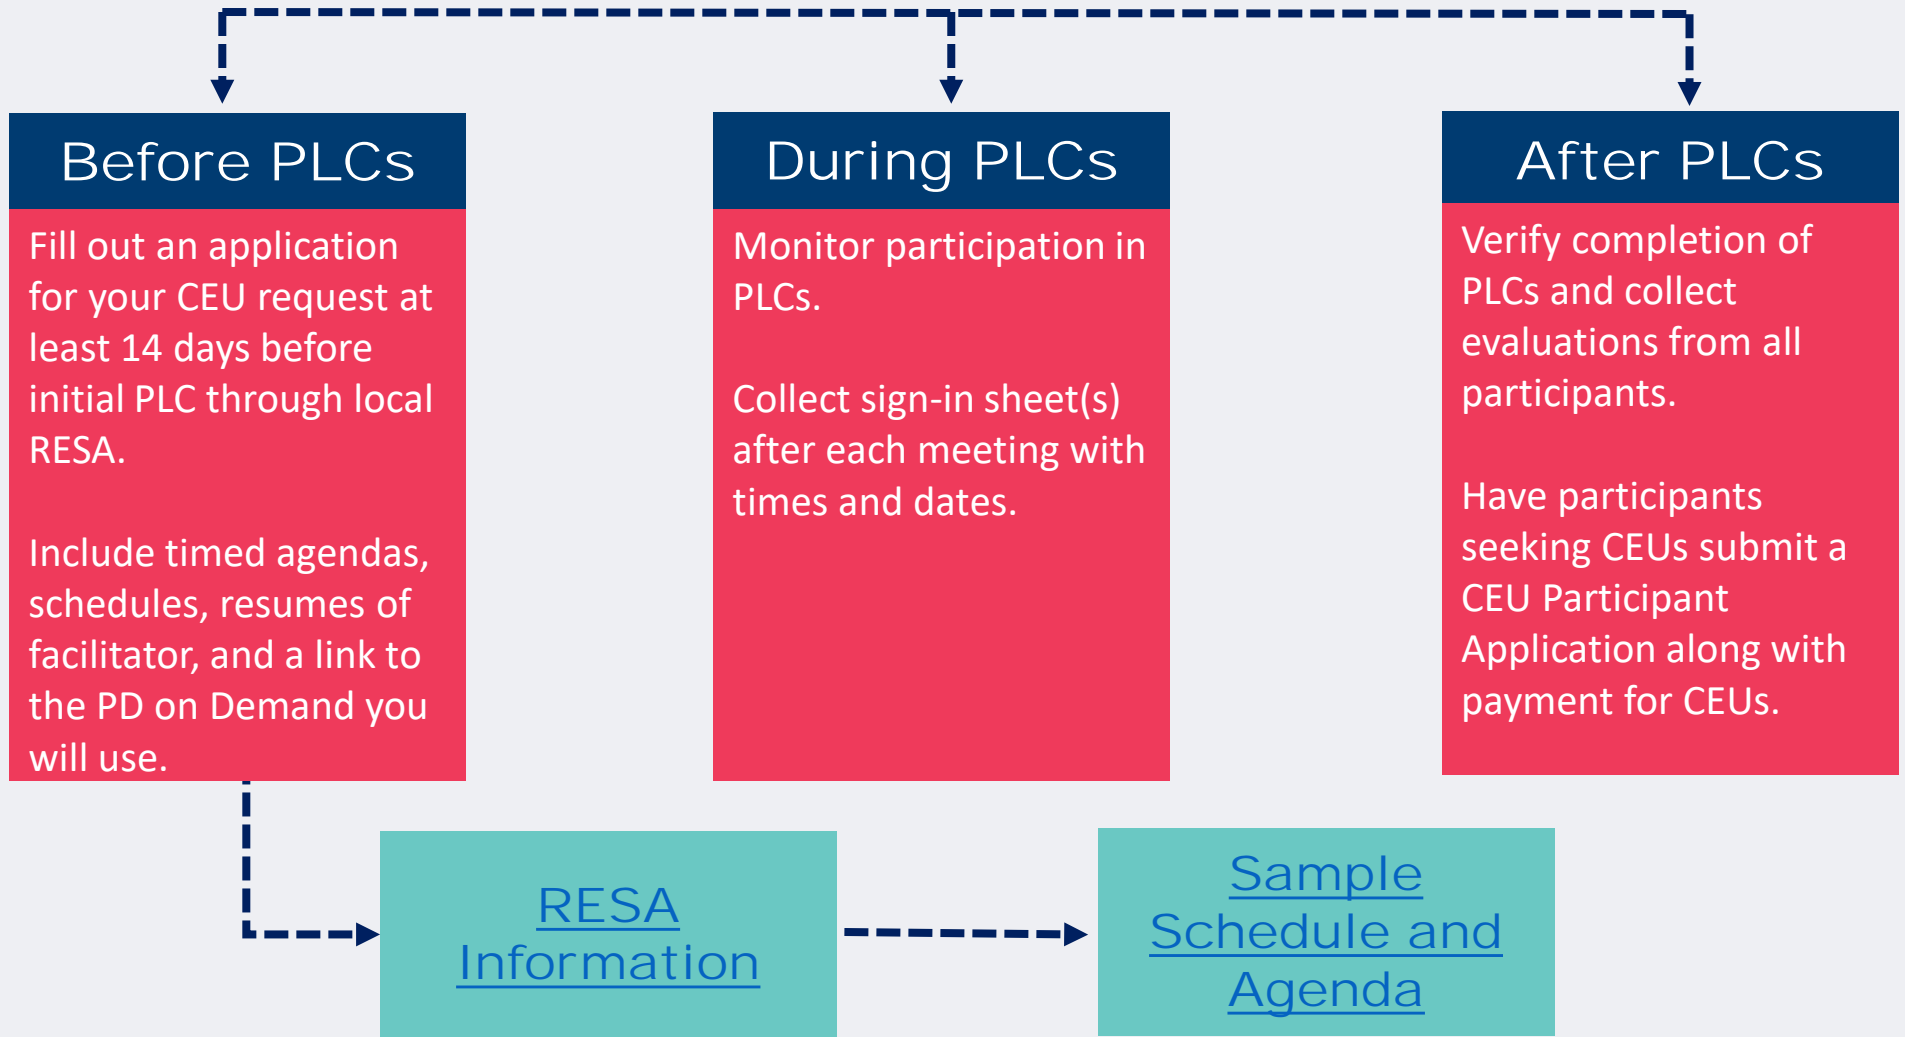 Before PLCs
Fill out an application
for your CEU request at
least 14 days before
initial PLC through local
RESA.
Include timed agendas,
schedules, resumes of
facilitator, and a link to
the PD on Demand you
will use.
During PLCs
Monitor participation in
PLCs.
Collect sign-in sheet(s)
after each meeting with
times and dates.
After PLCs
Verify completion of
PLCs and collect
evaluations from all
participants.
Have participants
seeking CEUs submit a
CEU Participant
Application along with
payment for CEUs.
RESA
Information
Sample
Schedule and
Agenda